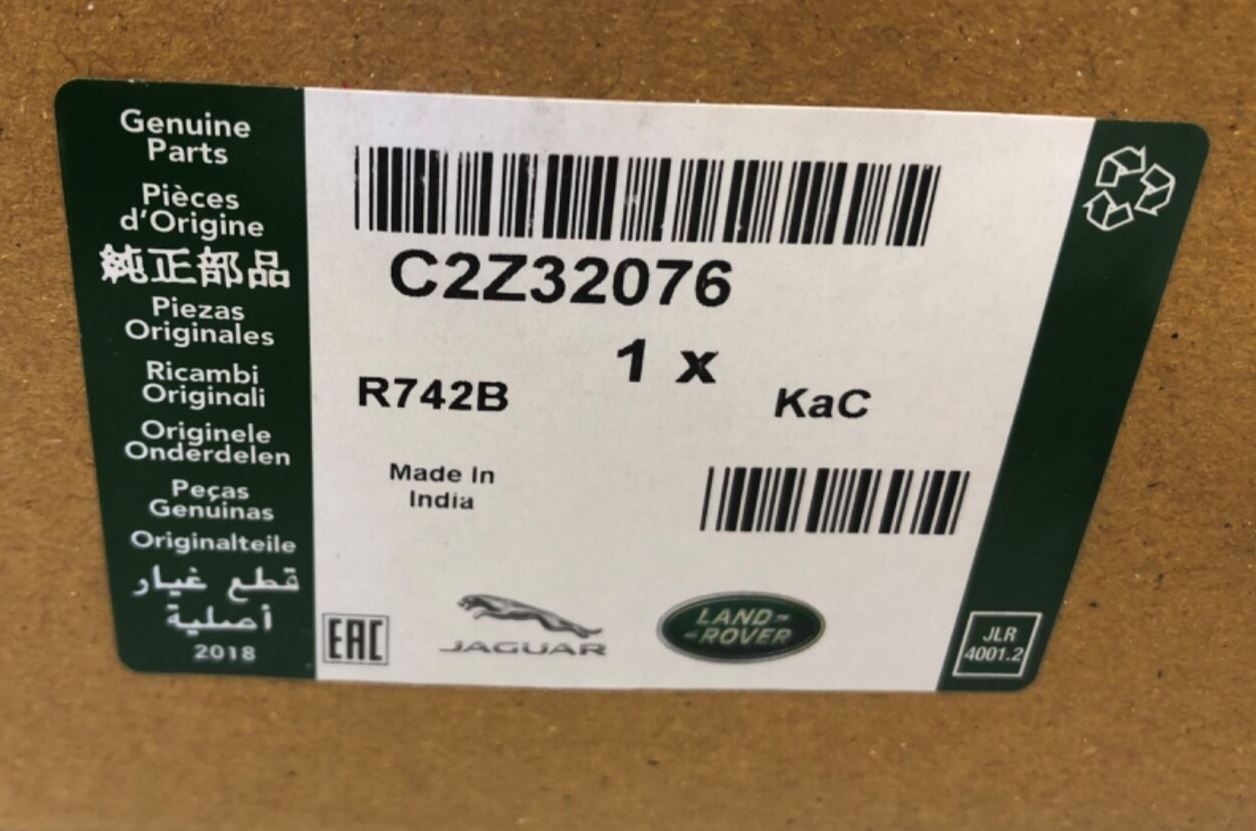 Genuine
Parts
Pièces
d'Origine
純正部品
Piezas
Originales
Ricambi
Originali
Originele
Onderdelen
Peças
Genuinas
Originalteile
قطع غيار
أصلية
2018
C2Z32076
1 x
R742B
KaC
Made In
India
EAC
JAGUAR
LAND-
-ROVER
JLR
4001.2